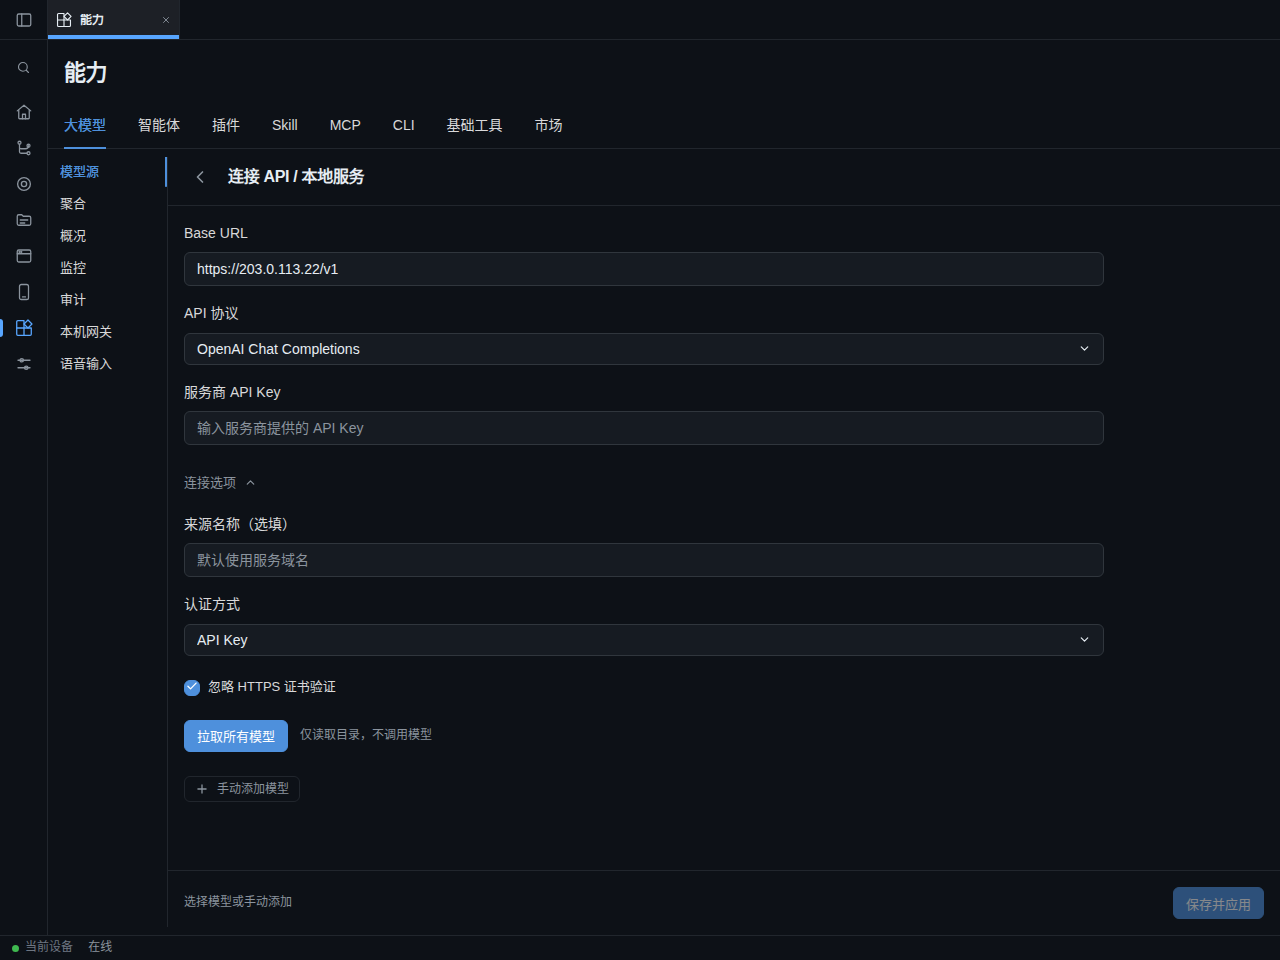 能力
能力
大模型 智能体 插件 Skill MCP CLI 基础工具 市场
模型源
聚合
概况
监控
审计
本机网关
语音输入
连接 API / 本地服务
Base URL
https://203.0.113.22/v1
API 协议
OpenAI Chat Completions
服务商 API Key
输入服务商提供的 API Key
连接选项
来源名称（选填）
默认使用服务域名
认证方式
API Key
忽略 HTTPS 证书验证
拉取所有模型 仅读取目录，不调用模型
手动添加模型
选择模型或手动添加 保存并应用
当前设备 在线